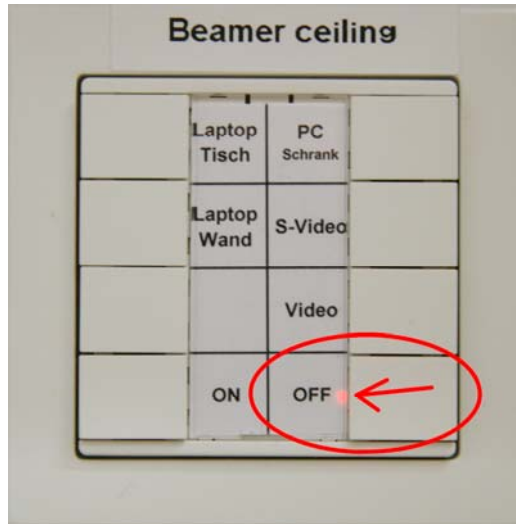 Beamer ceiling
Laptop
Tisch
PC
Schrank
Laptop
Wand
S-Video
Video
ON
OFF